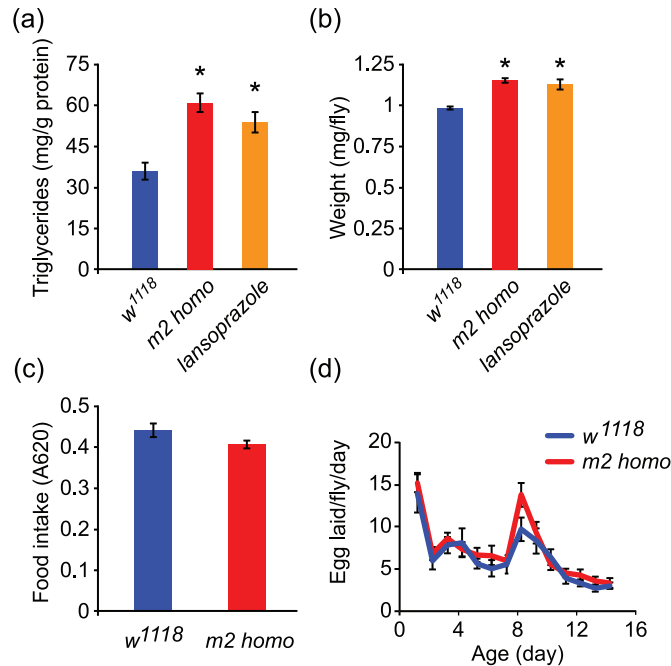 (a)
Triglycerides (mg/g protein)
75
60
45
30
15
0
*
*
w1118
m2 homo
lansoprazole
(b)
Weight (mg/fly)
1.25
1
0.75
0.5
0.25
0
*
*
w1118
m2 homo
lansoprazole
(c)
Food intake (A620)
0.5
0.4
0.3
0.2
0.1
0
w1118
m2 homo
(d)
Egg laid/fly/day
20
15
10
5
0
w1118
m2 homo
0 4 8 12 16
Age (day)